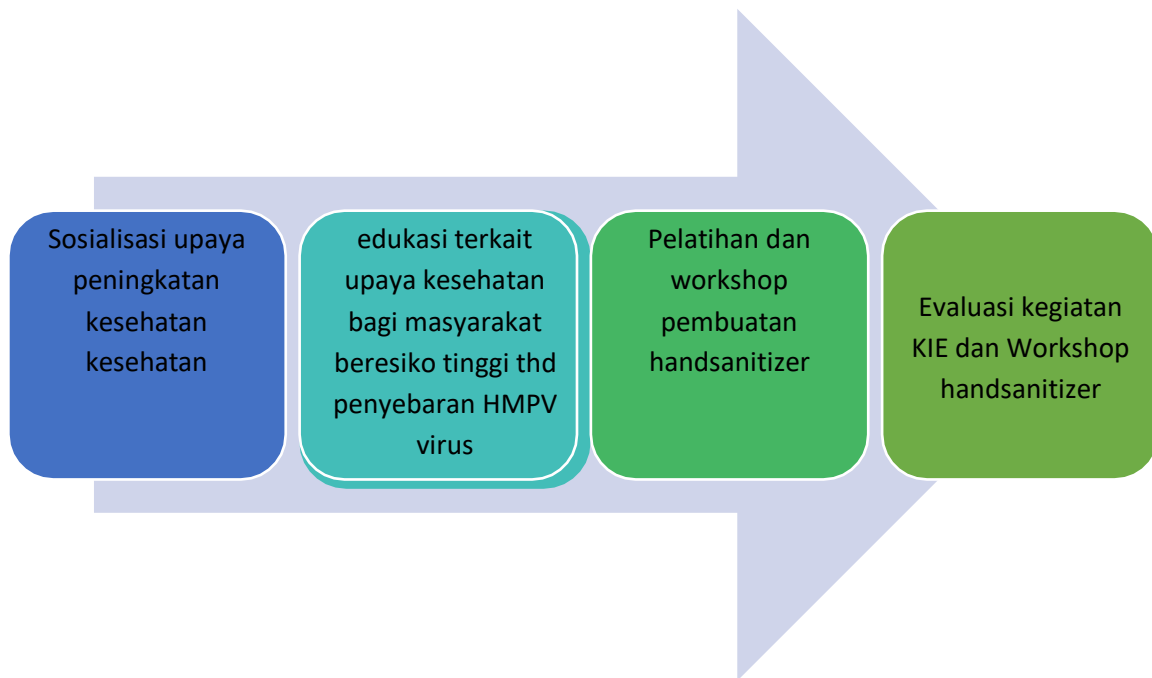 Sosialisasi upaya
peningkatan
kesehatan
kesehatan
edukasi terkait
upaya kesehatan
bagi masyarakat
beresiko tinggi thd
penyebaran HMPV
virus
Pelatihan dan
workshop
pembuatan
handsanitizer
Evaluasi kegiatan
KIE dan Workshop
handsanitizer